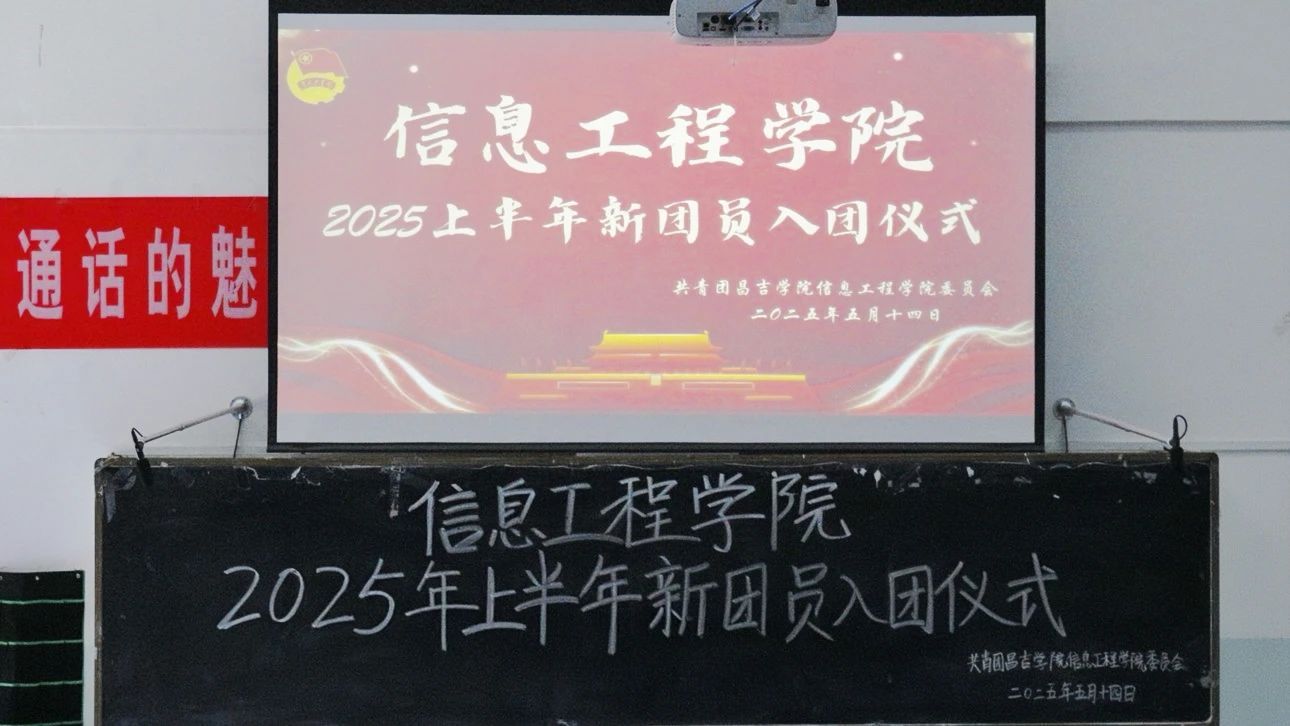 信息工程学院
2025上半年新团员入团仪式
共青团昌吉学院信息工程学院委员会
二〇二五年五月十四日
通话的魅
信息工程学院
2025年上半年新团员入团仪式
共青团昌吉学院信息工程学院委员会
二〇二五年五月十四日